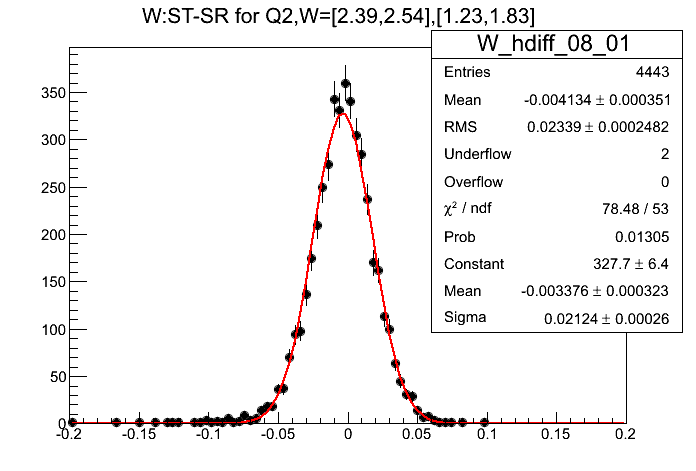 W:ST-SR for Q2,W=[2.39,2.54],[1.23,1.83]
W_hdiff_08_01
Entries 4443
Mean -0.004134 ± 0.000351
RMS 0.02339 ± 0.0002482
Underflow 2
Overflow 0
χ² / ndf 78.48 / 53
Prob 0.01305
Constant 327.7 ± 6.4
Mean -0.003376 ± 0.000323
Sigma 0.02124 ± 0.00026
350
300
250
200
150
100
50
0
-0.2 -0.15 -0.1 -0.05 0 0.05 0.1 0.15 0.2